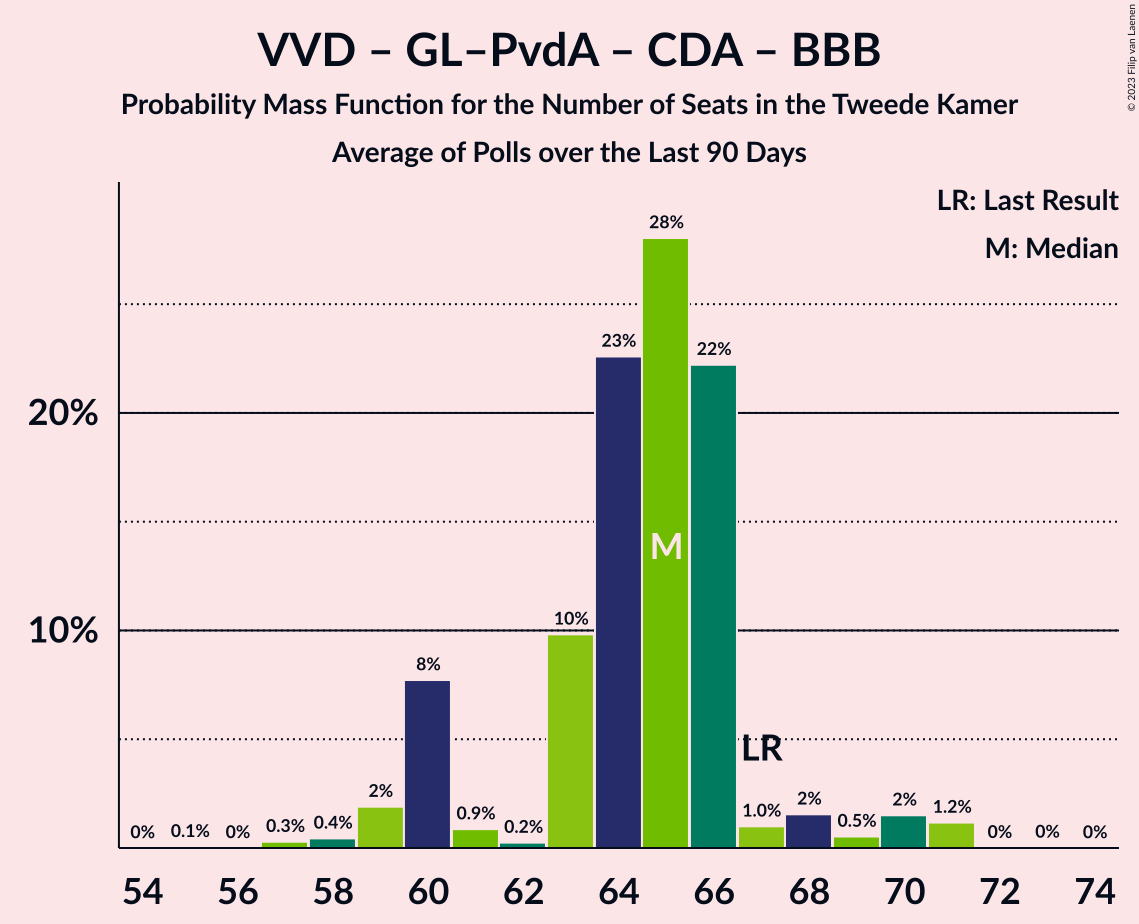 VVD – GL–PvdA – CDA – BBB
Probability Mass Function for the Number of Seats in the Tweede Kamer
Average of Polls over the Last 90 Days
© 2023 Filip van Laenen
LR: Last Result
M: Median
20%
10%
0%
0.1%
0%
0.3%
0.4%
2%
8%
0.9%
0.2%
10%
23%
28%
22%
1.0%
2%
0.5%
2%
1.2%
0%
0%
0%
M
LR
54 56 58 60 62 64 66 68 70 72 74